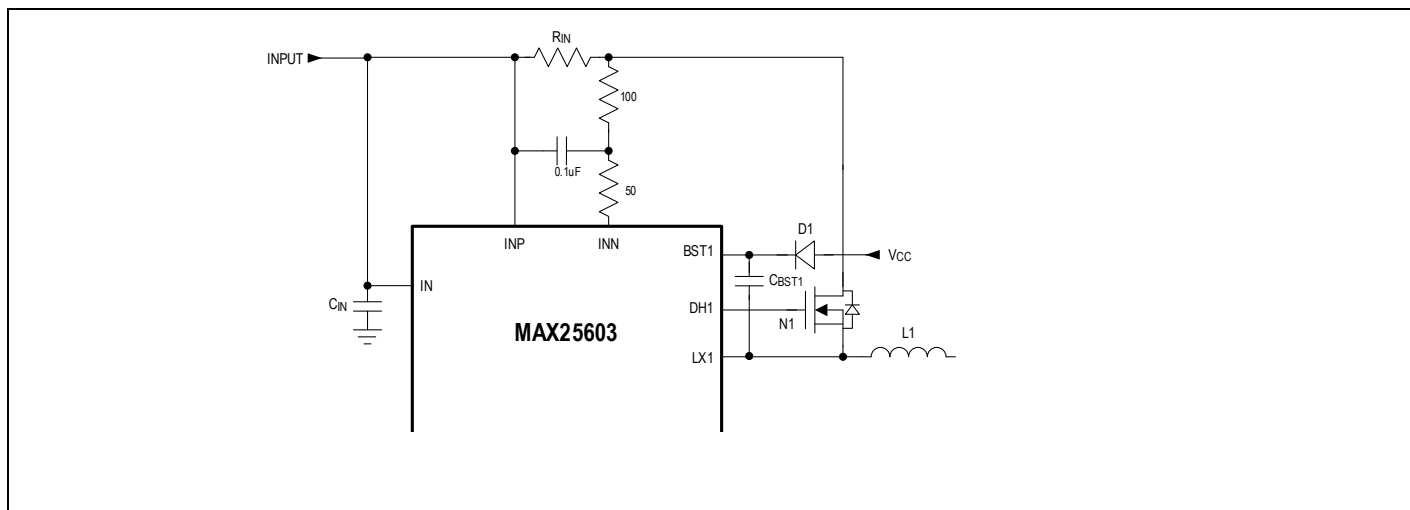 RIN
INPUT
100
0.1uF
50
INP
INN
D1
BST1
VCC
CBST1
IN
CIN
DH1
N1
MAX25603
L1
LX1